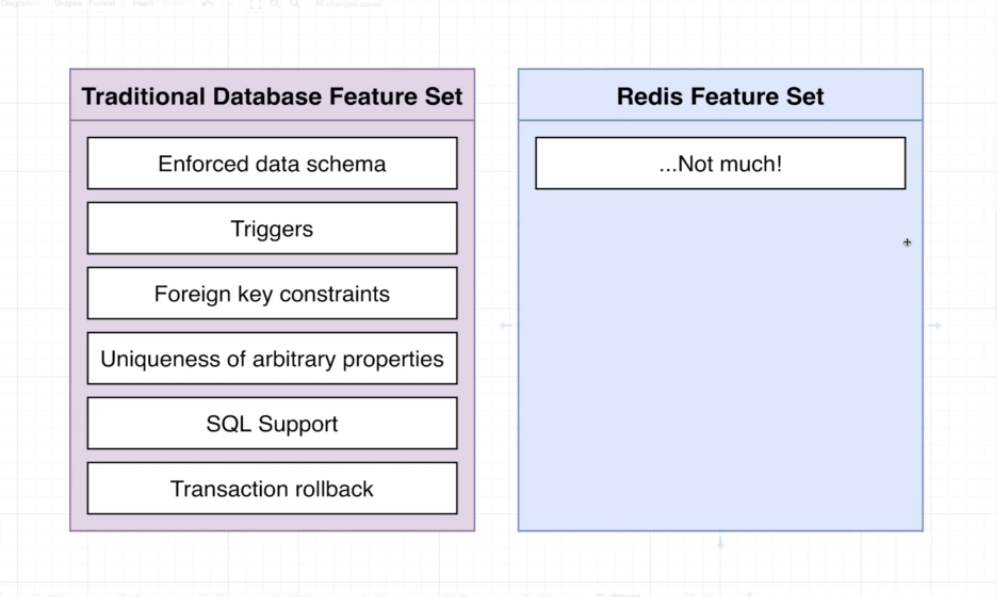 Diagram
Shapes
Format
Insert
All changes saved
Traditional Database Feature Set
Enforced data schema
Triggers
Foreign key constraints
Uniqueness of arbitrary properties
SQL Support
Transaction rollback
Redis Feature Set
...Not much!